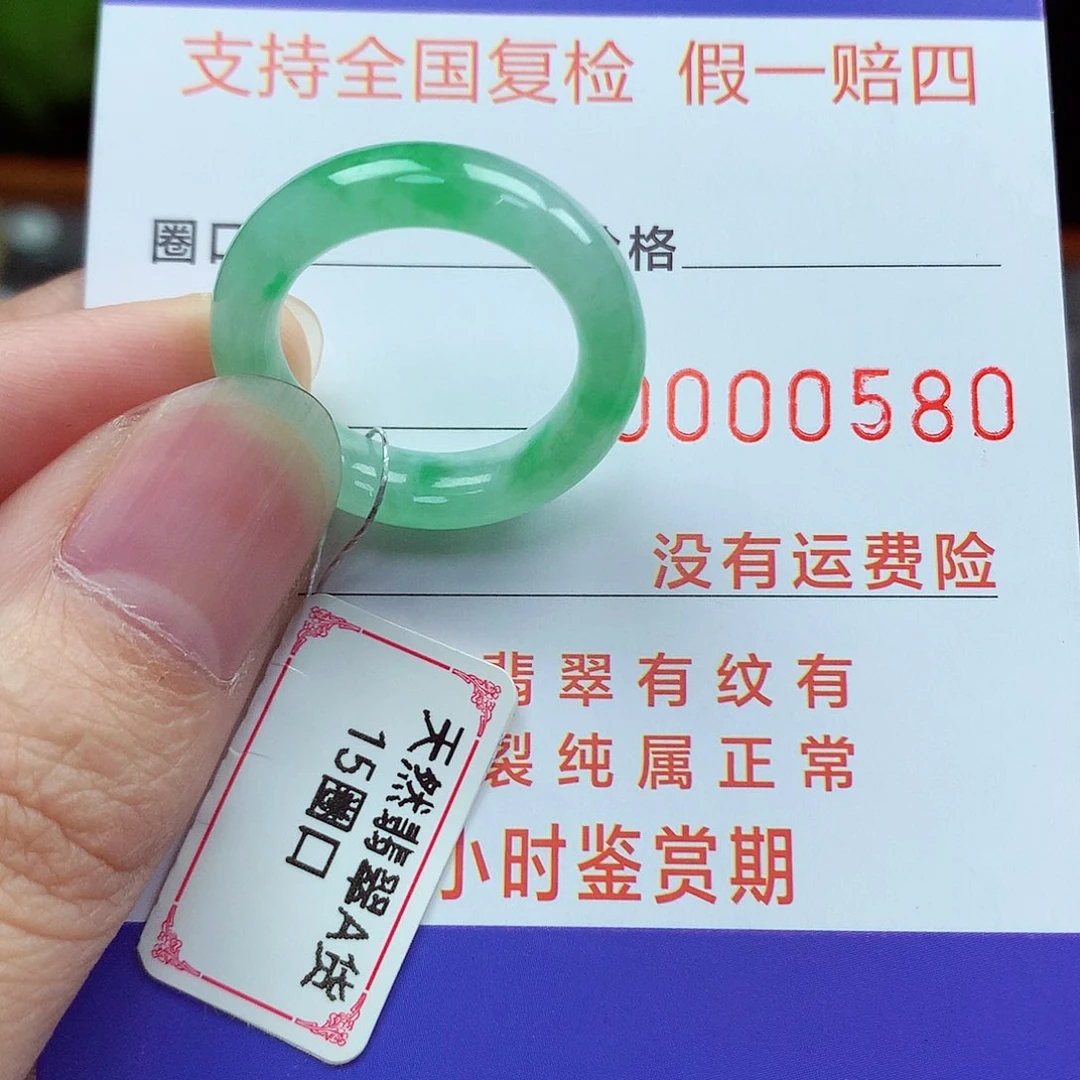 支持全国复检 假一赔四
圈口
格
0000580
没有运费险
翡翠有纹有
裂纯属正常
小时鉴赏期
天然翡翠A货
15圈口